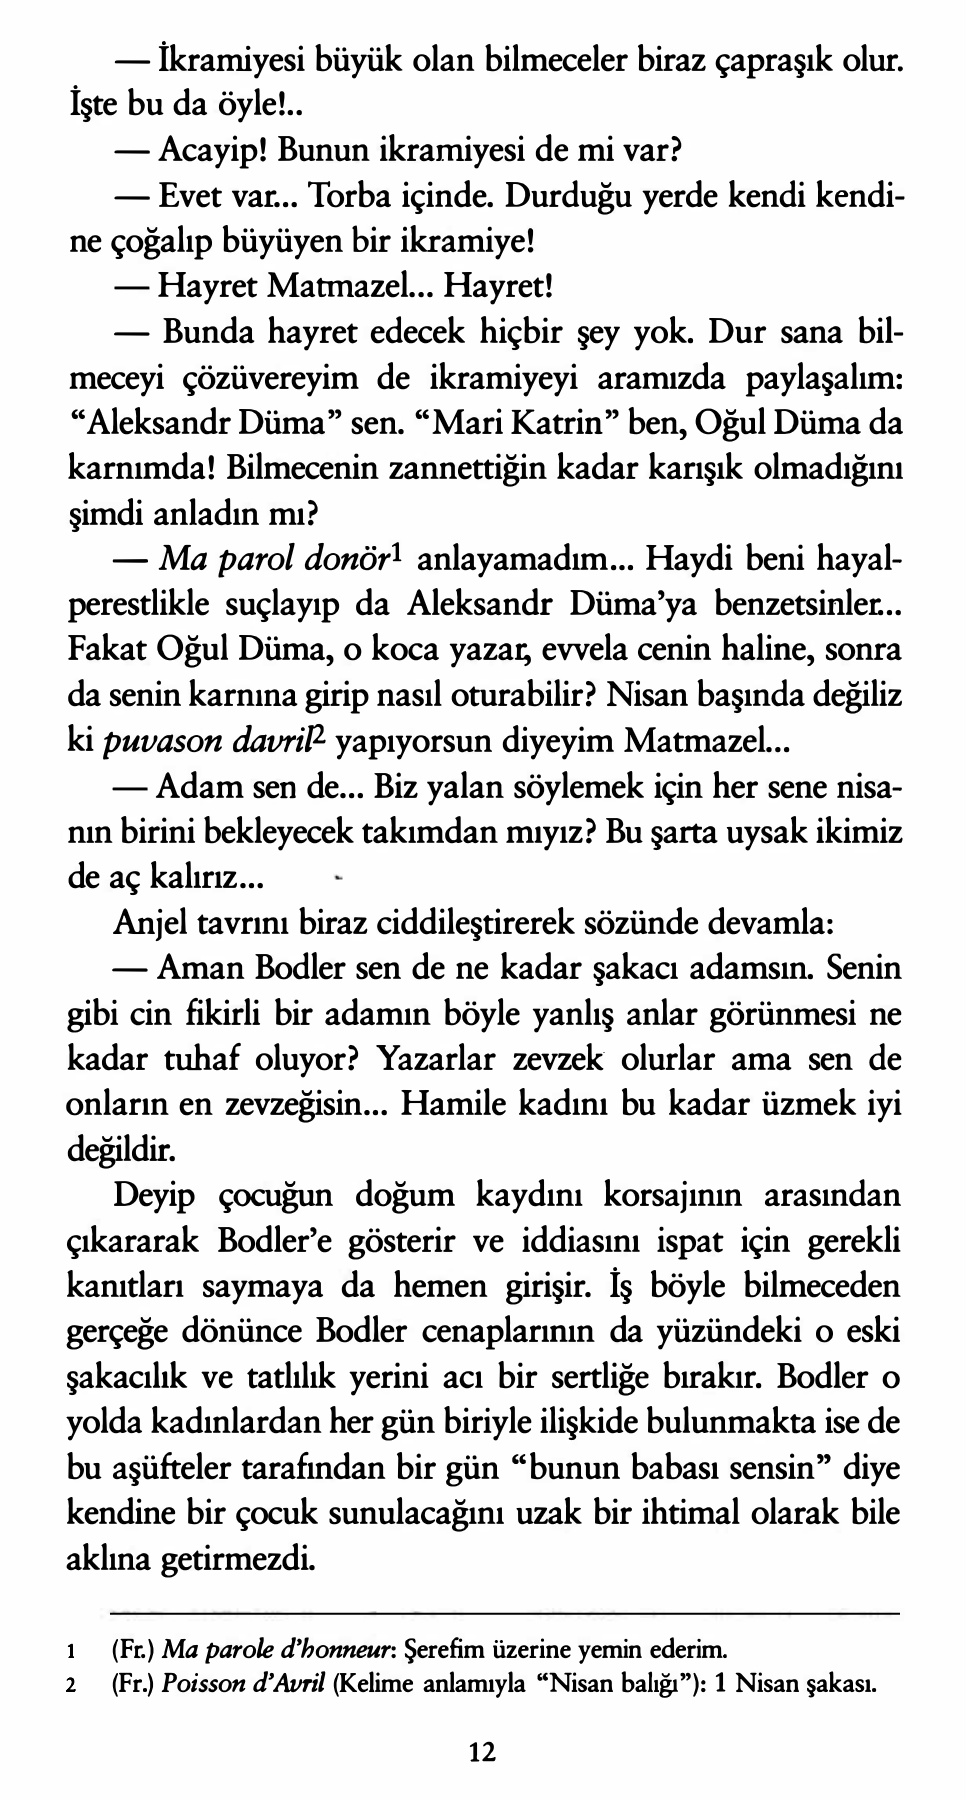 — İkramiyesi büyük olan bilmeceler biraz çapraşık olur.
İşte bu da öyle!..
— Acayip! Bunun ikramiyesi de mi var?
— Evet var... Torba içinde. Durduğu yerde kendi kendi-
ne çoğalıp büyüyen bir ikramiye!
— Hayret Matmazel... Hayret!
— Bunda hayret edecek hiçbir şey yok. Dur sana bil-
meceyi çözüvereyim de ikramiyeyi aramızda paylaşalım:
“Aleksandr Düma” sen. “Mari Katrin” ben, Oğul Düma da
karnımda! Bilmecenin zannettiğin kadar karışık olmadığını
şimdi anladın mı?
— Ma parol donör1 anlayamadım... Haydi beni hayal-
perestlikle suçlayıp da Aleksandr Düma’ya benzetsinler...
Fakat Oğul Düma, o koca yazar, evvela cenin haline, sonra
da senin karnına girip nasıl oturabilir? Nisan başında değiliz
ki puvason davril2 yapıyorsun diyeyim Matmazel...
— Adam sen de... Biz yalan söylemek için her sene nisa-
nın birini bekleyecek takımdan mıyız? Bu şarta uysak ikimiz
de aç kalırız...
Anjel tavrını biraz ciddileştirerek sözünde devamla:
— Aman Bodler sen de ne kadar şakacı adamsın. Senin
gibi cin fikirli bir adamın böyle yanlış anlar görünmesi ne
kadar tuhaf oluyor? Yazarlar zevzek olurlar ama sen de
onların en zevzeğisin... Hamile kadını bu kadar üzmek iyi
değildir.
Deyip çocuğun doğum kaydını korsajının arasından
çıkararak Bodler’e gösterir ve iddiasını ispat için gerekli
kanıtları saymaya da hemen girişir. İş böyle bilmeceden
gerçeğe dönünce Bodler cenaplarının da yüzündeki o eski
şakacılık ve tatlılık yerini acı bir sertliğe bırakır. Bodler o
yolda kadınlardan her gün biriyle ilişkide bulunmakta ise de
bu aşüfteler tarafından bir gün “bunun babası sensin” diye
kendine bir çocuk sunulacağını uzak bir ihtimal olarak bile
aklına getirmezdi.
1 (Fr.) Ma parole d’honneur: Şerefim üzerine yemin ederim.
2 (Fr.) Poisson d’Avril (Kelime anlamıyla “Nisan balığı”): 1 Nisan şakası.
12